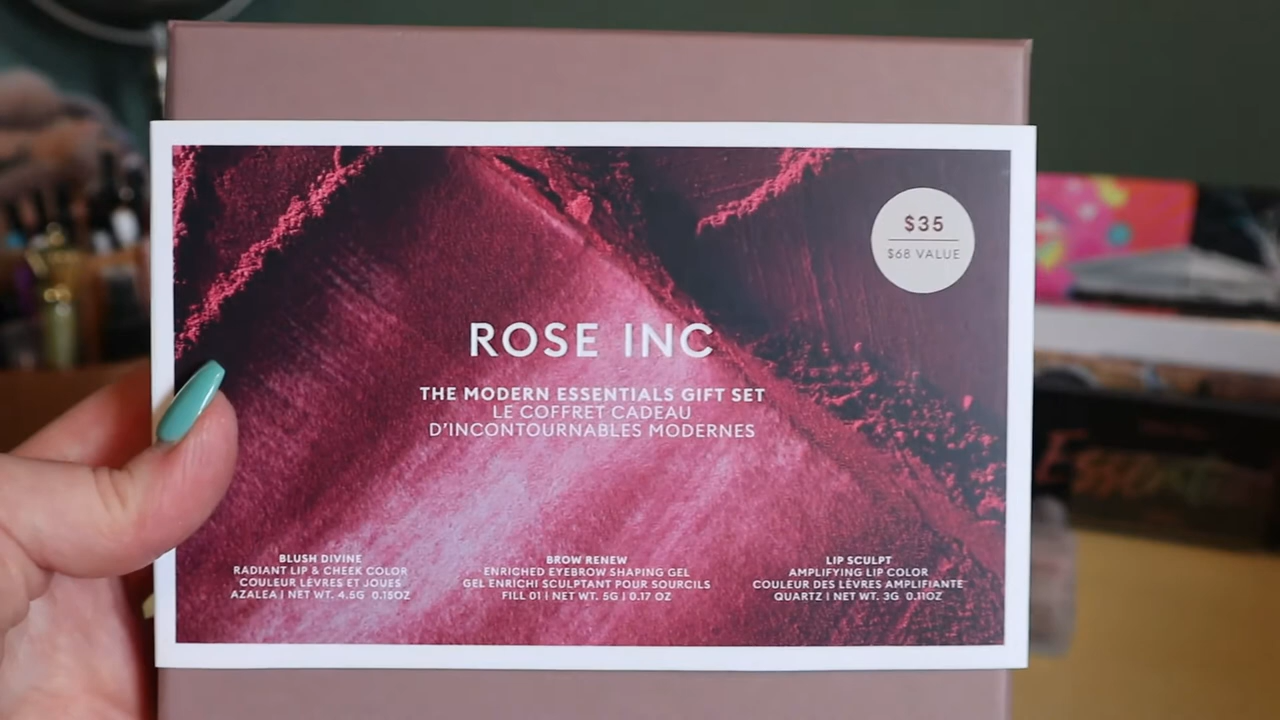 $35
$68 VALUE
ROSE INC
THE MODERN ESSENTIALS GIFT SET
LE COFFRET CADEAU
D'INCONTOURNABLES MODERNES
BLUSH DIVINE
RADIANT LIP & CHEEK COLOR
COULEUR LÈVRES ET JOUES
AZALEA | NET WT. 4.5G 0.15OZ
BROW RENEW
ENRICHED EYEBROW SHAPING GEL
GEL ENRICHI SCULPTANT POUR SOURCILS
FILL 01 | NET WT. 5G | 0.17 OZ
LIP SCULPT
AMPLIFYING LIP COLOR
COULEUR DES LÈVRES AMPLIFIANTE
QUARTZ | NET WT. 3G 0.11OZ